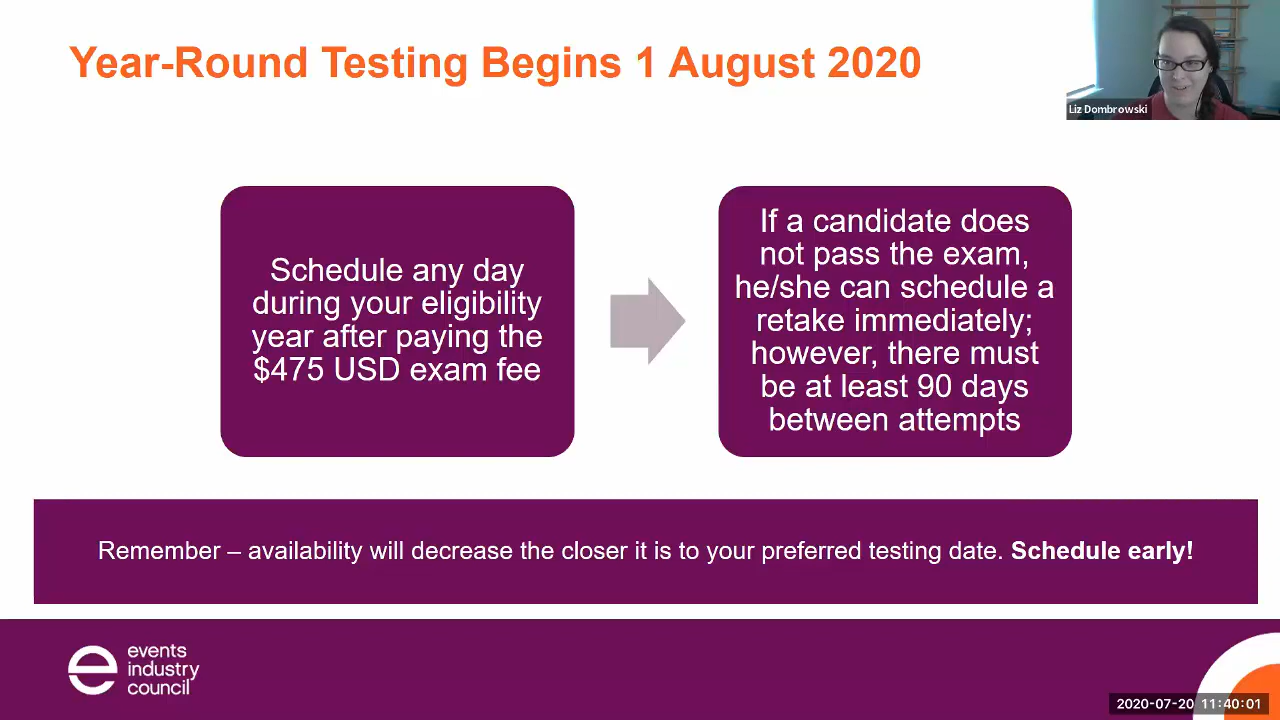 Year-Round Testing Begins 1 August 2020
Liz Dombrowski
Schedule any day
during your eligibility
year after paying the
$475 USD exam fee
If a candidate does
not pass the exam,
he/she can schedule a
retake immediately;
however, there must
be at least 90 days
between attempts
Remember – availability will decrease the closer it is to your preferred testing date. Schedule early!
events
industry
council
2020-07-20 11:40:01